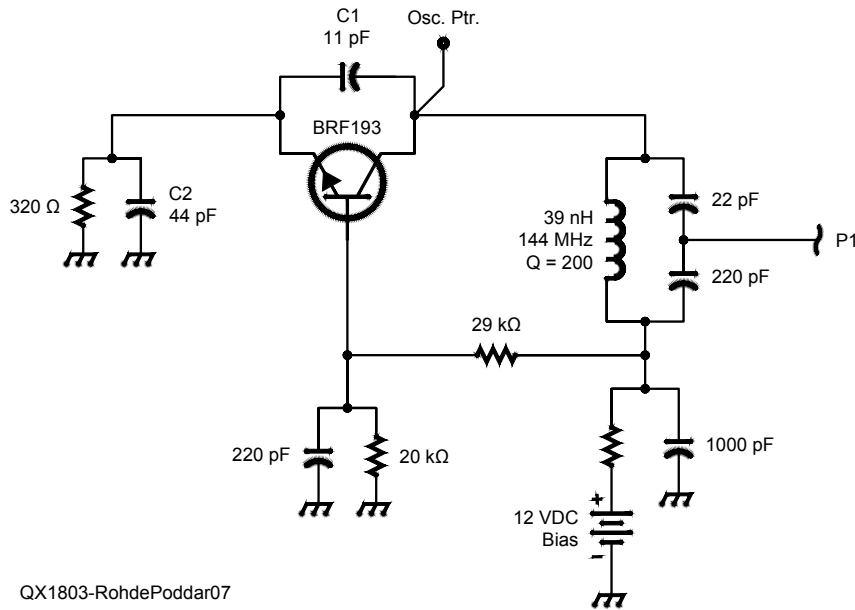 C1
11 pF
Osc. Ptr.
BRF193
320 Ω
C2
44 pF
39 nH
144 MHz
Q = 200
22 pF
P1
220 pF
29 kΩ
220 pF
20 kΩ
1000 pF
+
12 VDC
Bias
–
QX1803-RohdePoddar07